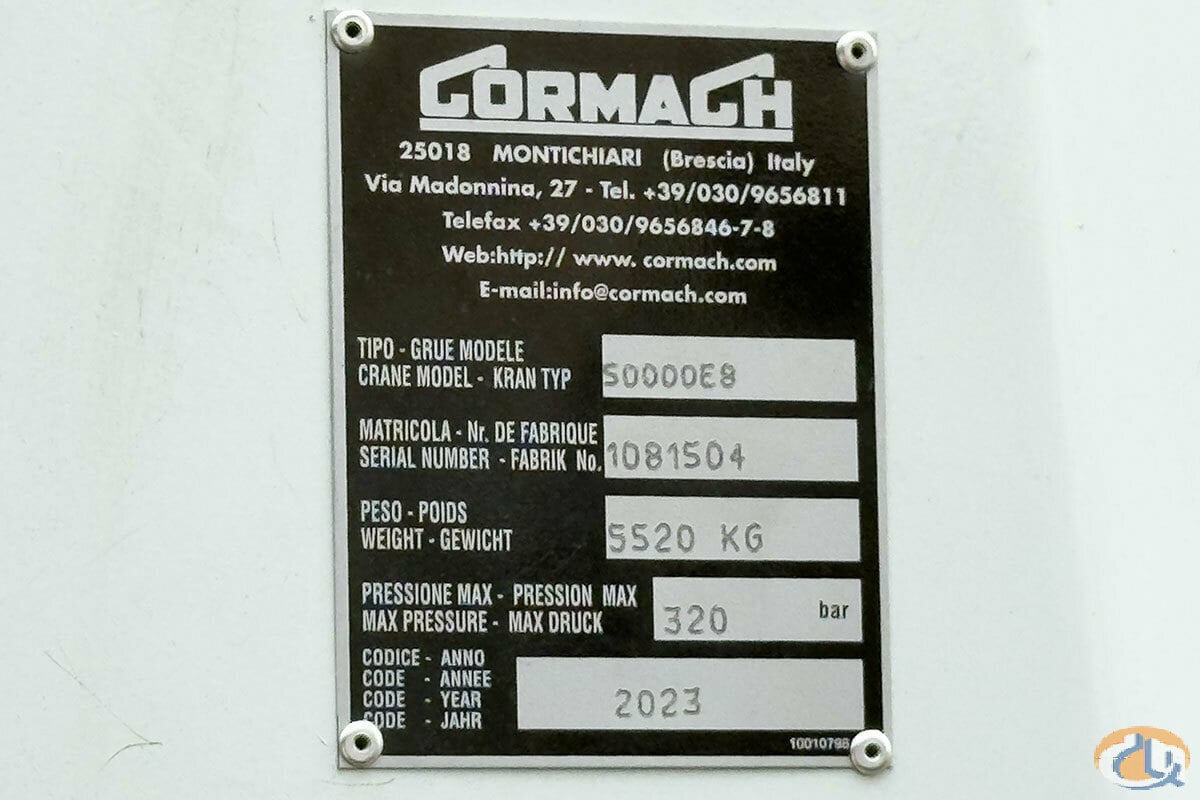 CORMACH
25018 MONTICHIARI (Brescia) Italy
Via Madonnina, 27 - Tel. +39/030/9656811
Telefax +39/030/9656846-7-8
Web:http:// www. cormach.com
E-mail:info@cormach.com
TIPO - GRUE MODELE
CRANE MODEL - KRAN TYP S0000E8
MATRICOLA - Nr. DE FABRIQUE
SERIAL NUMBER - FABRIK No. 1081504
PESO - POIDS
WEIGHT - GEWICHT 5520 KG
PRESSIONE MAX - PRESSION MAX
MAX PRESSURE - MAX DRUCK 320 bar
CODICE - ANNO
CODE - ANNEE
CODE - YEAR 2023
CODE - JAHR